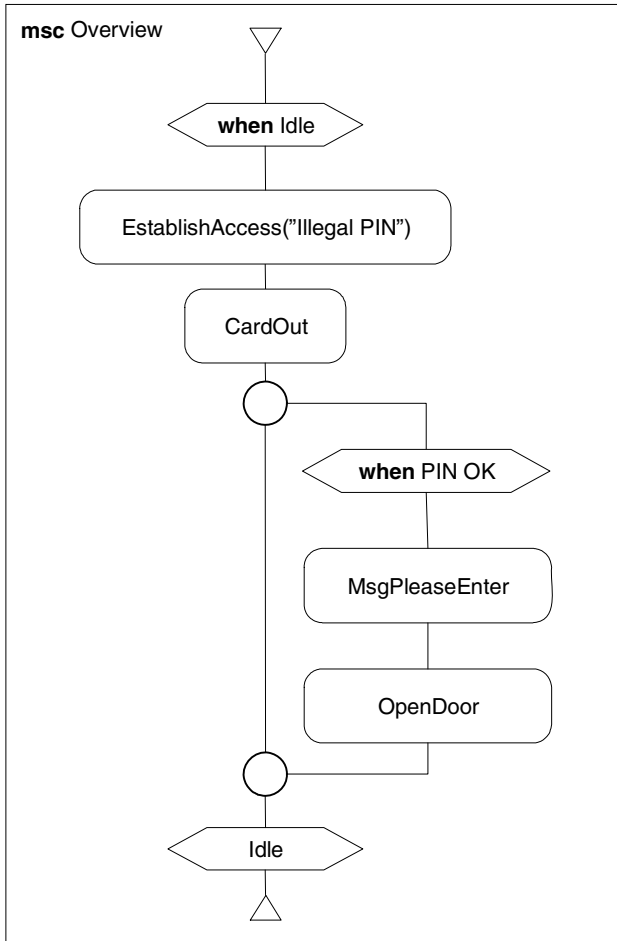 msc Overview
when Idle
EstablishAccess(”Illegal PIN”)
CardOut
when PIN OK
MsgPleaseEnter
OpenDoor
Idle